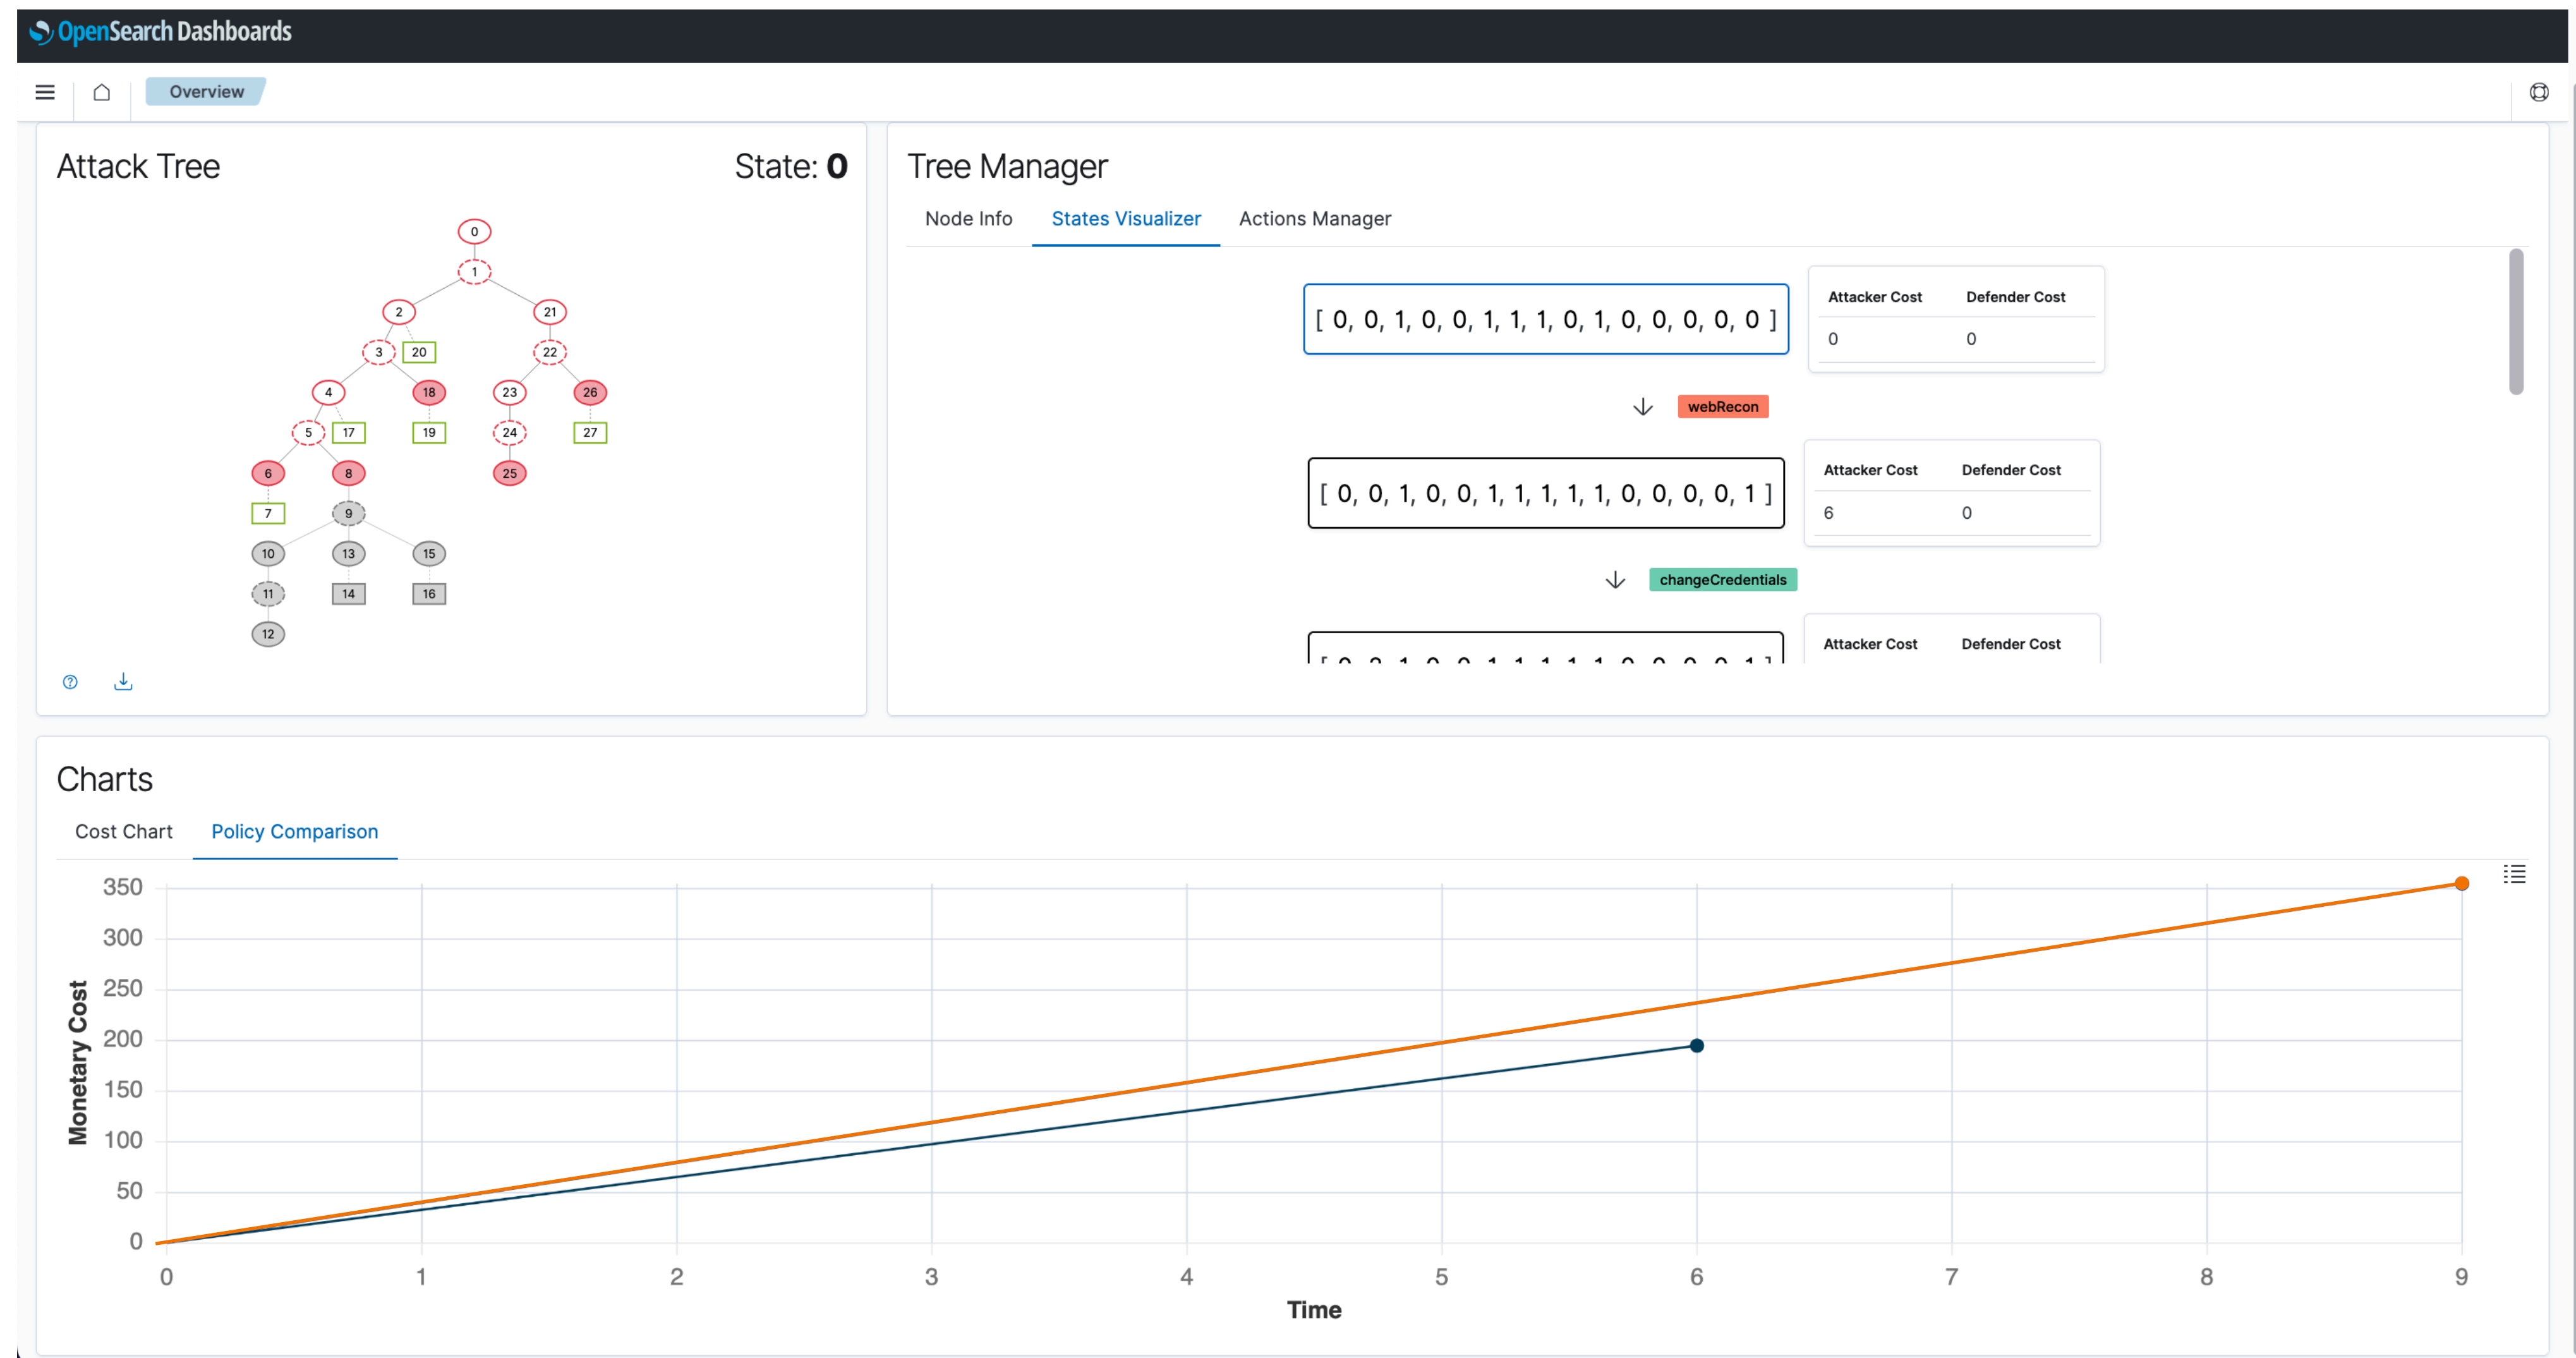 OpenSearch Dashboards
Overview
Attack Tree
State: 0
0
1
2
21
3
20
22
4
18
23
26
5
17
19
24
27
6
8
25
7
9
10
13
15
11
14
16
12
Tree Manager
Node Info
States Visualizer
Actions Manager
[ 0, 0, 1, 0, 0, 1, 1, 1, 0, 1, 0, 0, 0, 0, 0 ]
Attacker Cost Defender Cost
0 0
webRecon
[ 0, 0, 1, 0, 0, 1, 1, 1, 1, 1, 0, 0, 0, 0, 1 ]
Attacker Cost Defender Cost
6 0
changeCredentials
Attacker Cost Defender Cost
Charts
Cost Chart
Policy Comparison
Monetary Cost
350
300
250
200
150
100
50
0
0 1 2 3 4 5 6 7 8 9
Time